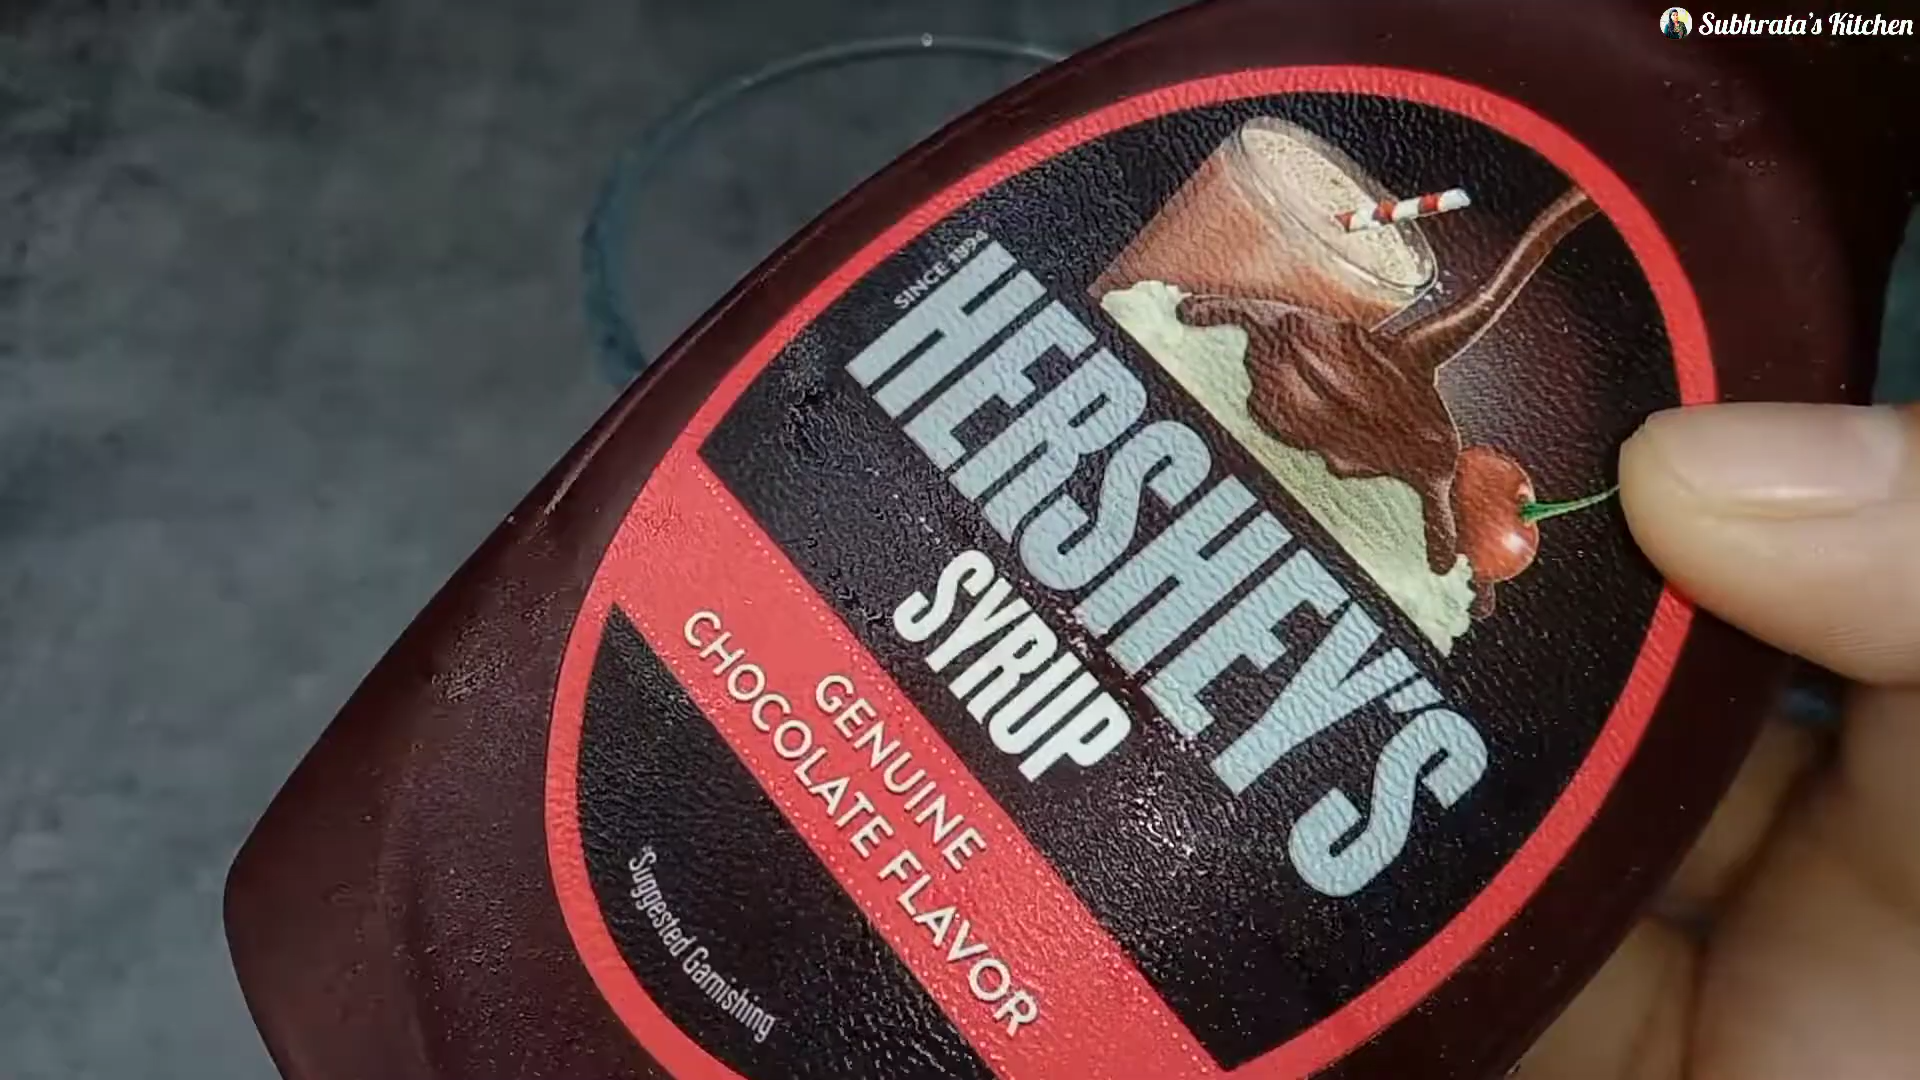 Subhrata's Kitchen
SINCE 1894
HERSHEY'S
SYRUP
GENUINE
CHOCOLATE FLAVOR
*Suggested Garnishing